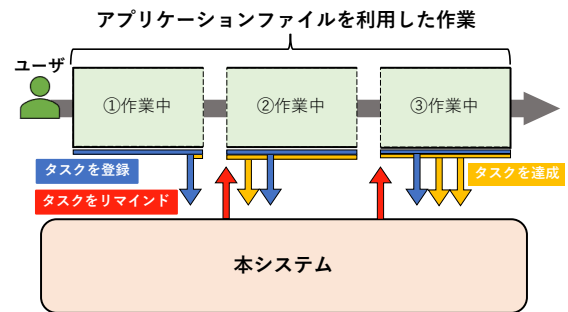 アプリケーションファイルを利用した作業
ユーザ
①作業中
②作業中
③作業中
タスクを登録
タスクを達成
タスクをリマインド
本システム